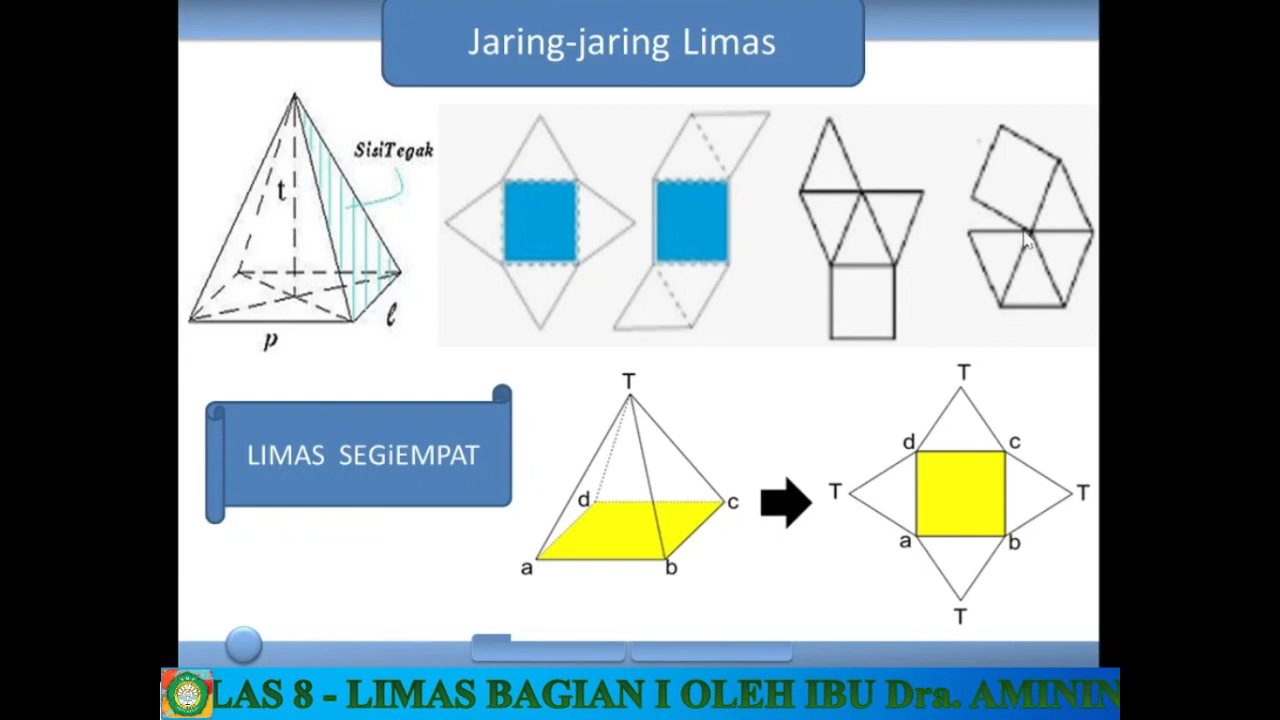 Jaring-jaring Limas
SisiTegak
t
l
p
LIMAS SEGiEMPAT
T
d
c
a
b
T
d
c
T
T
a
b
T
LAS 8 - LIMAS BAGIAN I OLEH IBU Dra. AMININ